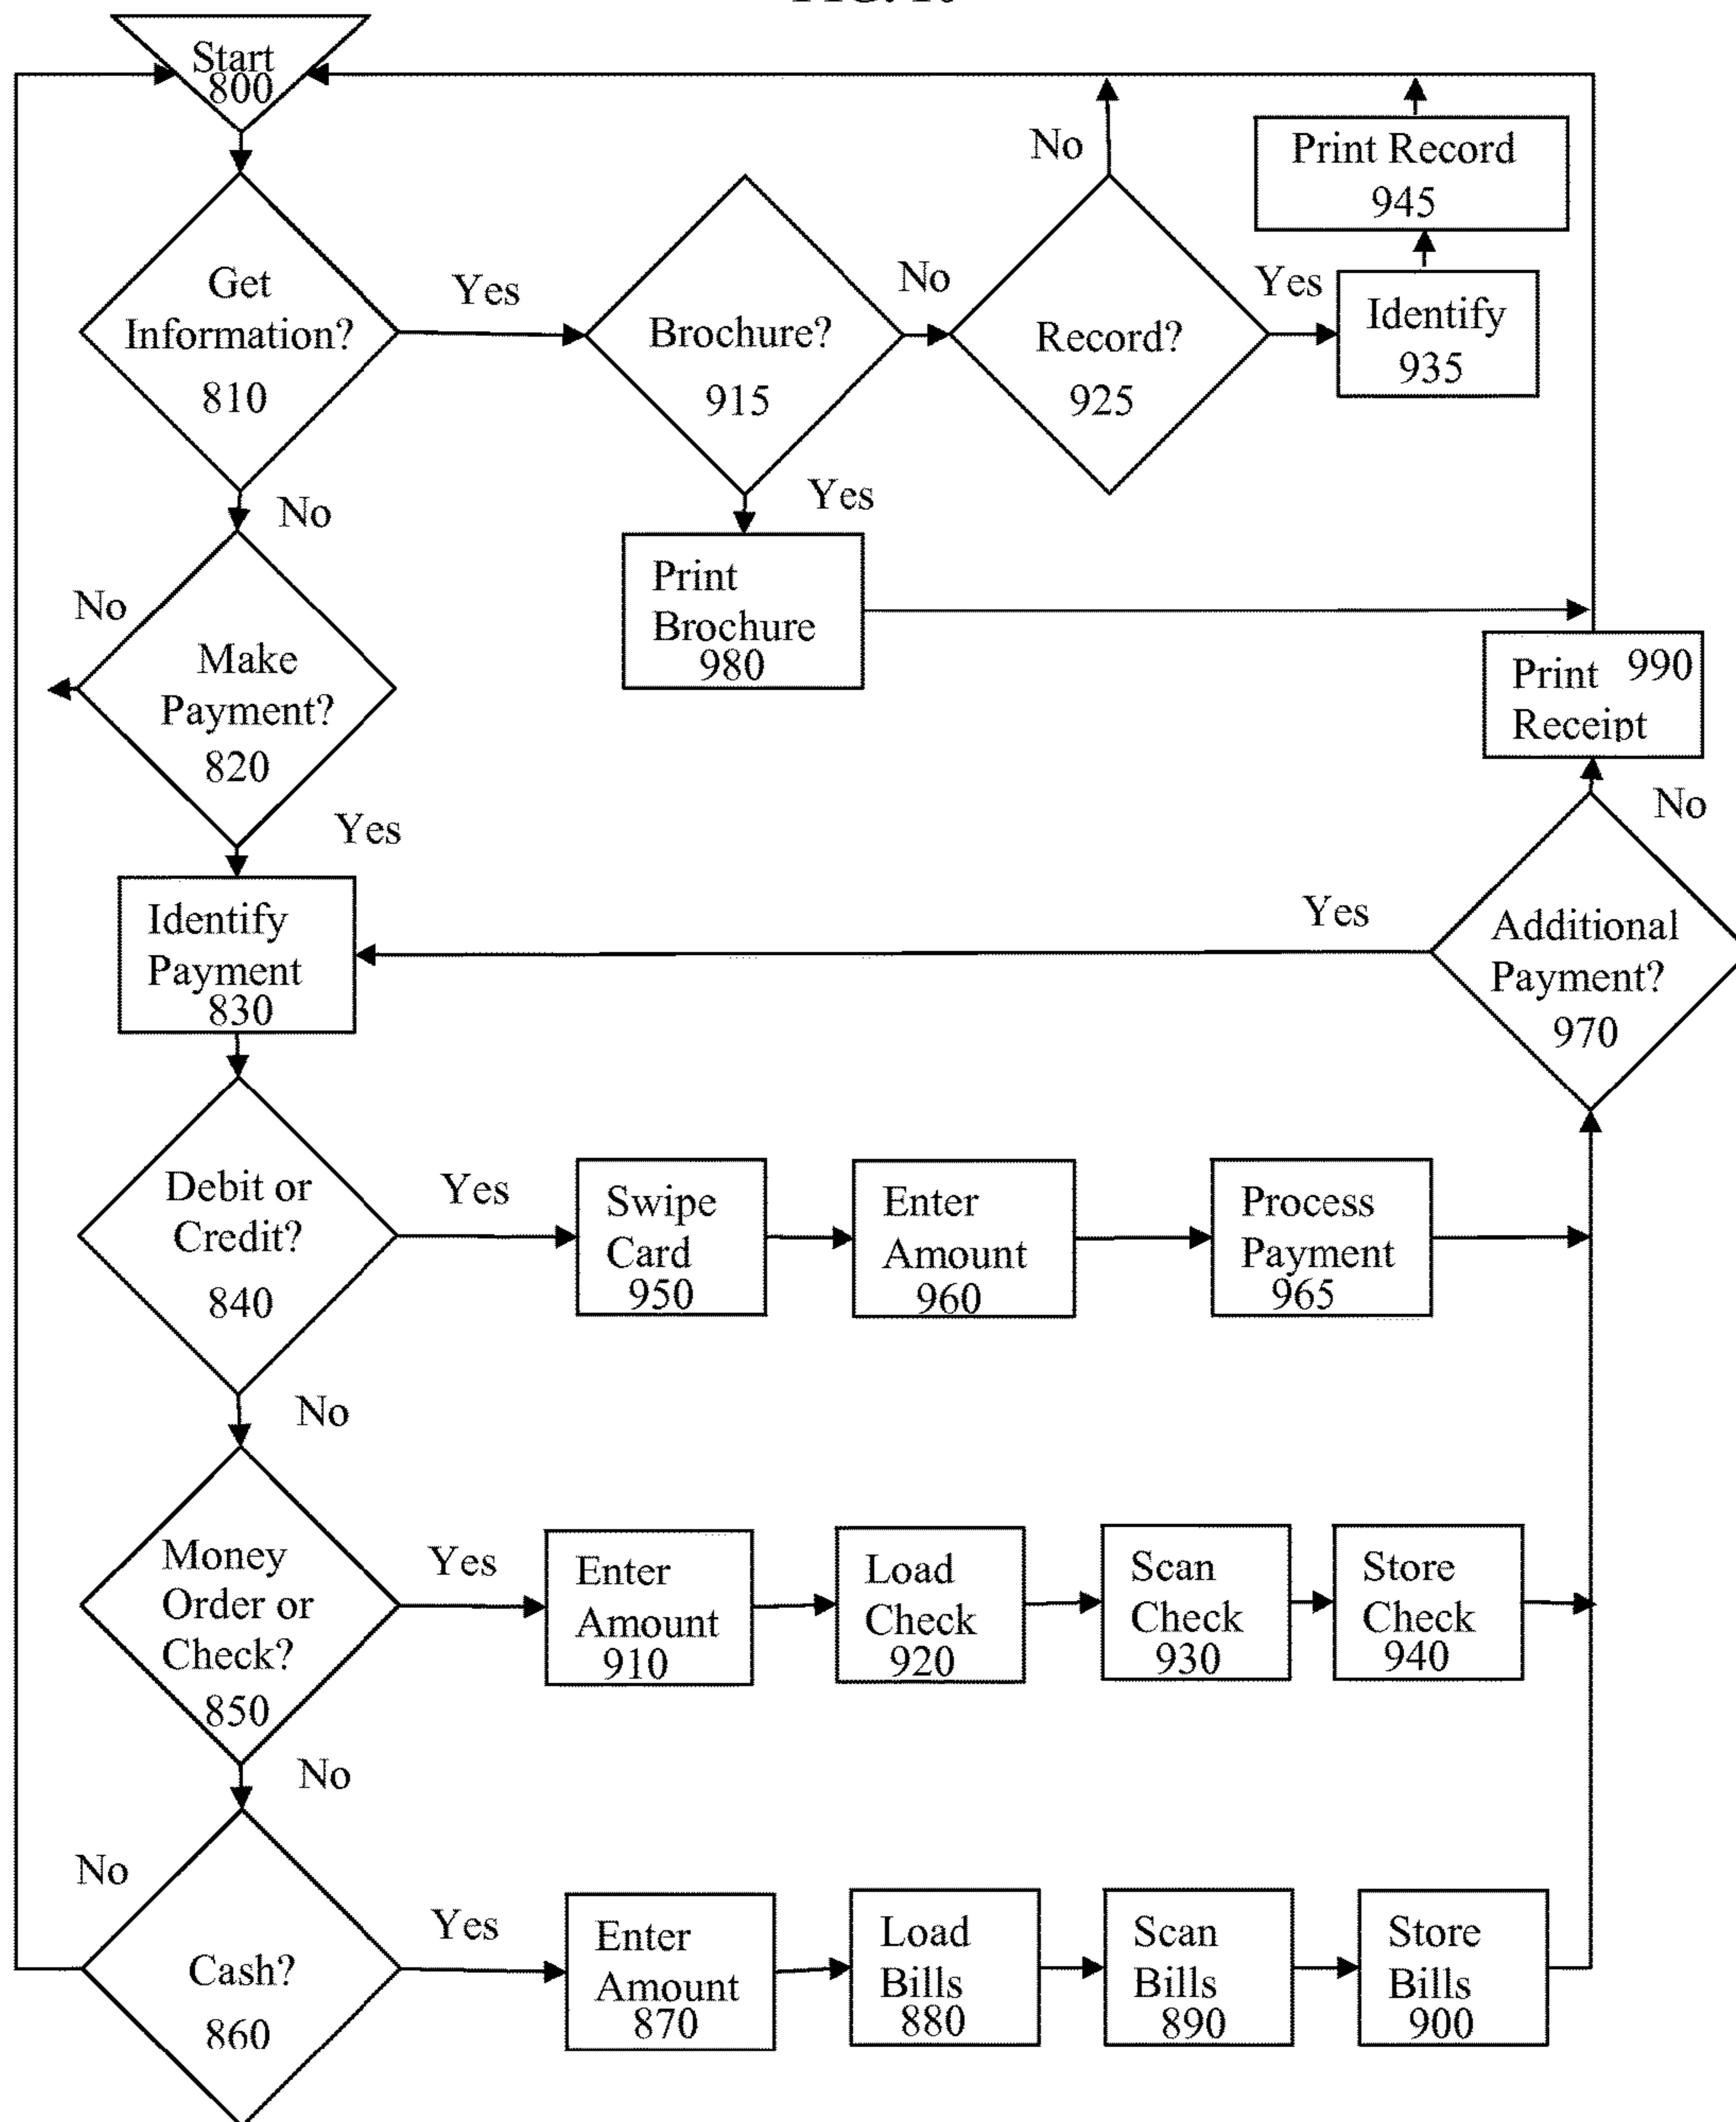 Start
800
No
Print Record
945
Get
Information?
810
Yes
Brochure?
915
No
Record?
925
Yes
Identify
935
No
Yes
Print
Brochure
980
No
Make
Payment?
820
Print 990
Receipt
No
Yes
Identify
Payment
830
Yes
Additional
Payment?
970
Debit or
Credit?
840
Yes
Swipe
Card
950
Enter
Amount
960
Process
Payment
965
No
Money
Order or
Check?
850
Yes
Enter
Amount
910
Load
Check
920
Scan
Check
930
Store
Check
940
No
No
Cash?
860
Yes
Enter
Amount
870
Load
Bills
880
Scan
Bills
890
Store
Bills
900